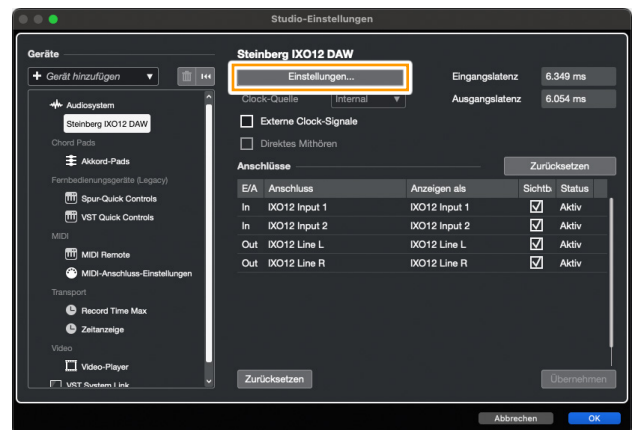 Studio-Einstellungen
Geräte
+ Gerät hinzufügen
Audiosystem
Steinberg IXO12 DAW
Chord Pads
Akkord-Pads
Fernbedienungsgeräte (Legacy)
Spur-Quick Controls
VST Quick Controls
MIDI
MIDI Remote
MIDI-Anschluss-Einstellungen
Transport
Record Time Max
Zeitanzeige
Video
Video-Player
VST System Link
Steinberg IXO12 DAW
Einstellungen... Eingangslatenz 6.349 ms
Clock-Quelle Internal Ausgangslatenz 6.054 ms
Externe Clock-Signale
Direktes Mithören
Anschlüsse Zurücksetzen
E/A Anschluss Anzeigen als Sichtb. Status
In IXO12 Input 1 IXO12 Input 1 Aktiv
In IXO12 Input 2 IXO12 Input 2 Aktiv
Out IXO12 Line L IXO12 Line L Aktiv
Out IXO12 Line R IXO12 Line R Aktiv
Zurücksetzen Übernehmen
Abbrechen OK